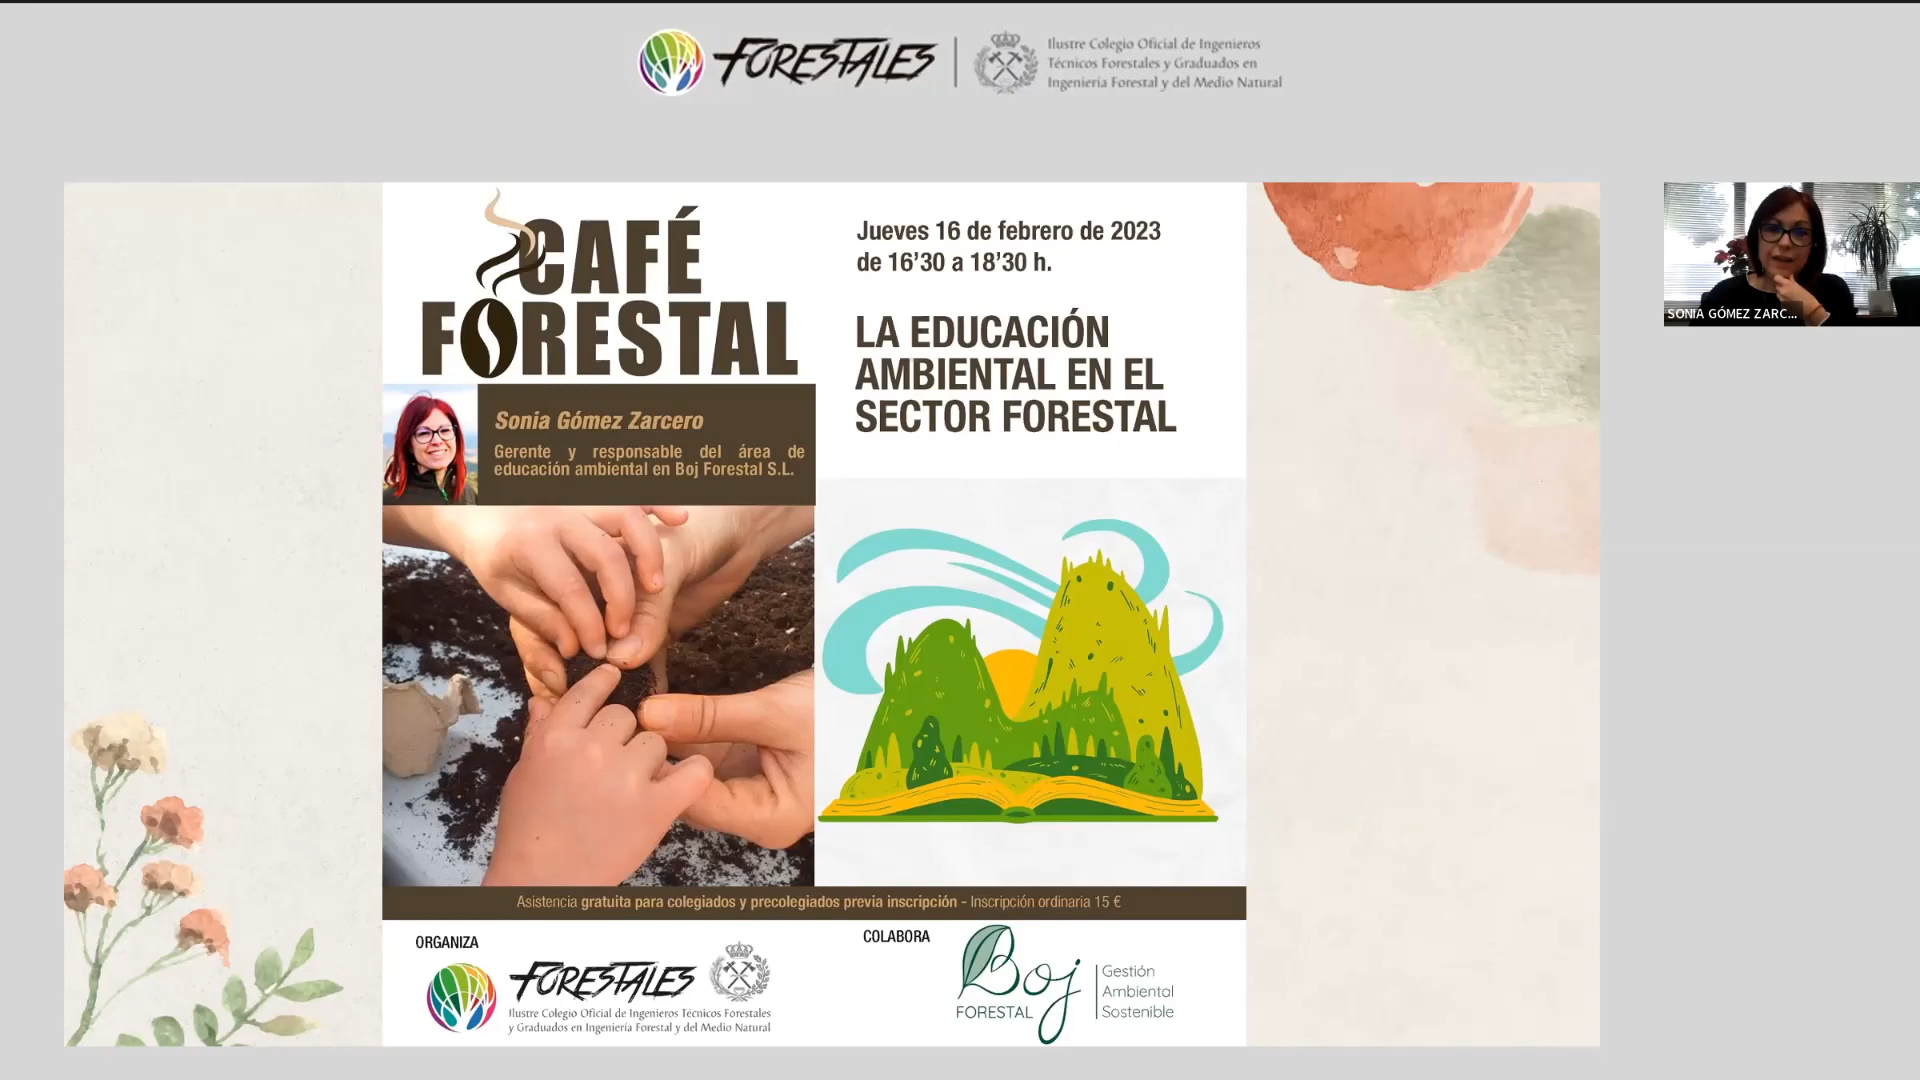 FORESTALES
Ilustre Colegio Oficial de Ingenieros
Técnicos Forestales y Graduados en
Ingeniería Forestal y del Medio Natural
CAFÉ
FORESTAL
Sonia Gómez Zarcero
Gerente y responsable del área de
educación ambiental en Boj Forestal S.L.
Jueves 16 de febrero de 2023
de 16’30 a 18’30 h.
LA EDUCACIÓN
AMBIENTAL EN EL
SECTOR FORESTAL
SONIA GÓMEZ ZARC...
Asistencia gratuita para colegiados y precolegiados previa inscripción - Inscripción ordinaria 15 €
ORGANIZA
FORESTALES
Ilustre Colegio Oficial de Ingenieros Técnicos Forestales
y Graduados en Ingeniería Forestal y del Medio Natural
COLABORA
Boj
FORESTAL
Gestión
Ambiental
Sostenible